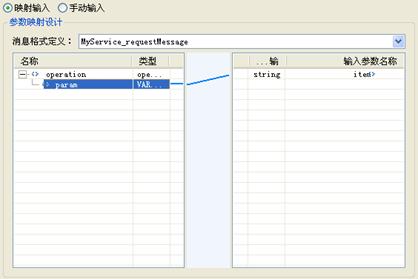 映射输入 手动输入
参数映射设计
消息格式定义： MyService_requestMessage
名称 类型 ...输 输入参数名称
operation ope... string item
param VAR...